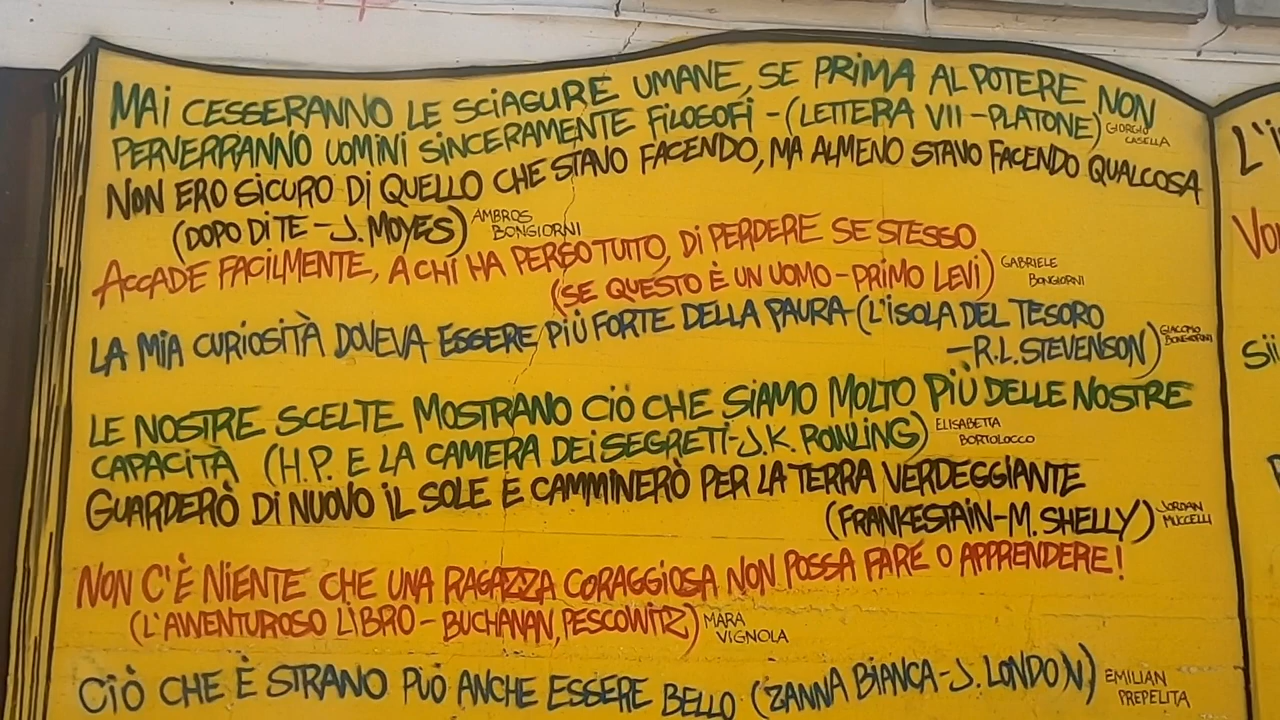 MAI CESSERANNO LE SCIAGURE UMANE, SE PRIMA AL POTERE NON
PERVERRANNO UOMINI SINCERAMENTE FILOSOFI - (LETTERA VII - PLATONE) GIORGIO
CASELLA
NON ERO SICURO DI QUELLO CHE STAVO FACENDO, MA ALMENO STAVO FACENDO QUALCOSA
(DOPO DI TE - J. MOYES) AMBROS
BONGIORNI
ACCADE FACILMENTE, A CHI HA PERSO TUTTO, DI PERDERE SE STESSO
(SE QUESTO È UN UOMO - PRIMO LEVI) GABRIELE
BONGIORNI
LA MIA CURIOSITÀ DOVEVA ESSERE PIÙ FORTE DELLA PAURA - (L'ISOLA DEL TESORO
- R.L. STEVENSON) GIACOMO
BONGIORNI
LE NOSTRE SCELTE MOSTRANO CIÒ CHE SIAMO MOLTO PIÙ DELLE NOSTRE
CAPACITÀ (H.P. E LA CAMERA DEI SEGRETI - J.K. ROWLING) ELISABETTA
BORTOLOCCO
GUARDERÒ DI NUOVO IL SOLE E CAMMINERÒ PER LA TERRA VERDEGGIANTE
(FRANKESTAIN - M. SHELLY) JORDAN
MUCCELLI
NON C'È NIENTE CHE UNA RAGAZZA CORAGGIOSA NON POSSA FARE O APPRENDERE!
(L'AVVENTUROSO LIBRO - BUCHANAN, PESCOWITZ) MARA
VIGNOLA
CIÒ CHE È STRANO PUÒ ANCHE ESSERE BELLO (ZANNA BIANCA - J. LONDON) EMILIAN
PREPELITA